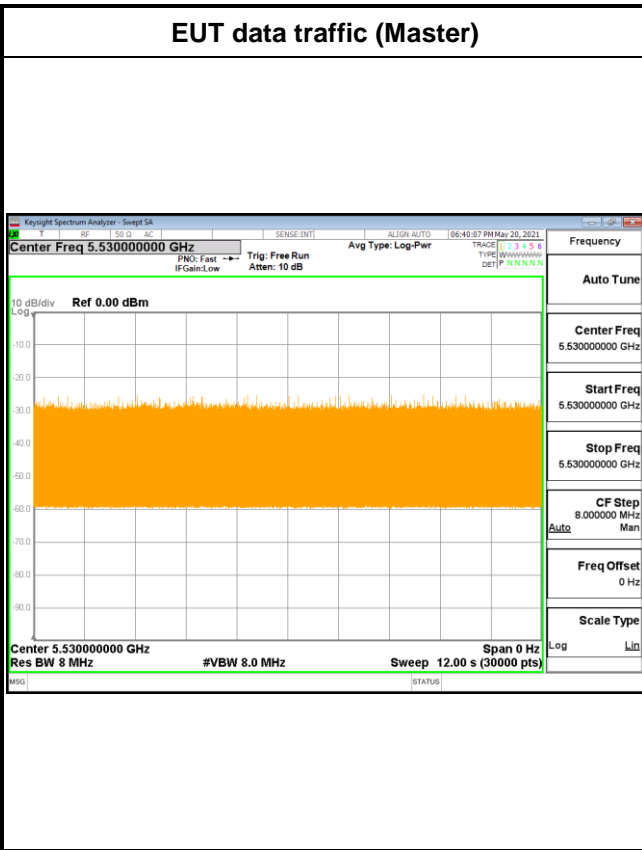 EUT data traffic (Master)
Keysight Spectrum Analyzer - Swept SA
T RF 50 Ω AC SENSE:INT ALIGN AUTO 06:40:07 PM May 20, 2021
Center Freq 5.530000000 GHz
PNO: Fast
IFGain:Low
Trig: Free Run
Atten: 10 dB
Avg Type: Log-Pwr
TRACE 1 2 3 4 5 6
TYPE WWWWWW
DET P N N N N N
10 dB/div Ref 0.00 dBm
Log
-10.0
-20.0
-30.0
-40.0
-50.0
-60.0
-70.0
-80.0
-90.0
Center 5.530000000 GHz Span 0 Hz
Res BW 8 MHz #VBW 8.0 MHz Sweep 12.00 s (30000 pts)
MSG STATUS
Frequency
Auto Tune
Center Freq
5.530000000 GHz
Start Freq
5.530000000 GHz
Stop Freq
5.530000000 GHz
CF Step
8.000000 MHz
Auto Man
Freq Offset
0 Hz
Scale Type
Log Lin